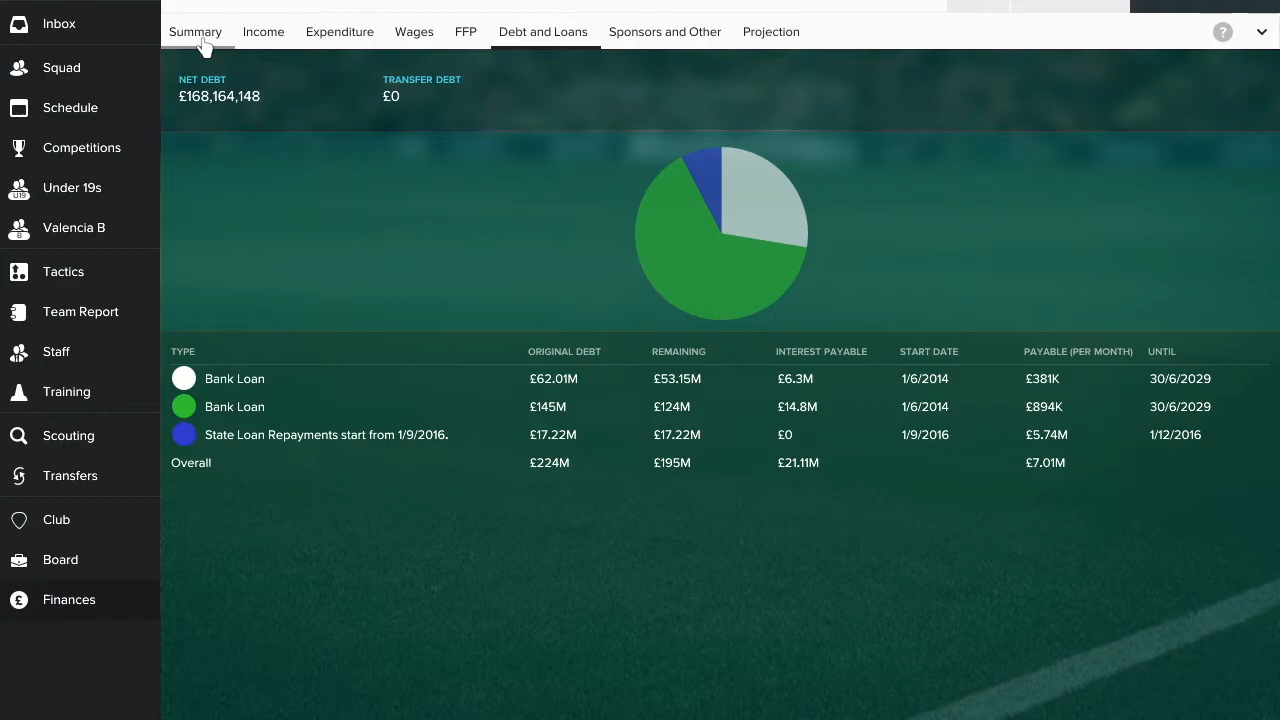 Inbox
Squad
Schedule
Competitions
U19
Under 19s
B
Valencia B
Tactics
Team Report
Staff
Training
Scouting
Transfers
Club
Board
£ Finances
Summary Income Expenditure Wages FFP Debt and Loans Sponsors and Other Projection ?
NET DEBT TRANSFER DEBT
£168,164,148 £0
TYPE ORIGINAL DEBT REMAINING INTEREST PAYABLE START DATE PAYABLE (PER MONTH) UNTIL
Bank Loan £62.01M £53.15M £6.3M 1/6/2014 £381K 30/6/2029
Bank Loan £145M £124M £14.8M 1/6/2014 £894K 30/6/2029
State Loan Repayments start from 1/9/2016. £17.22M £17.22M £0 1/9/2016 £5.74M 1/12/2016
Overall £224M £195M £21.11M £7.01M